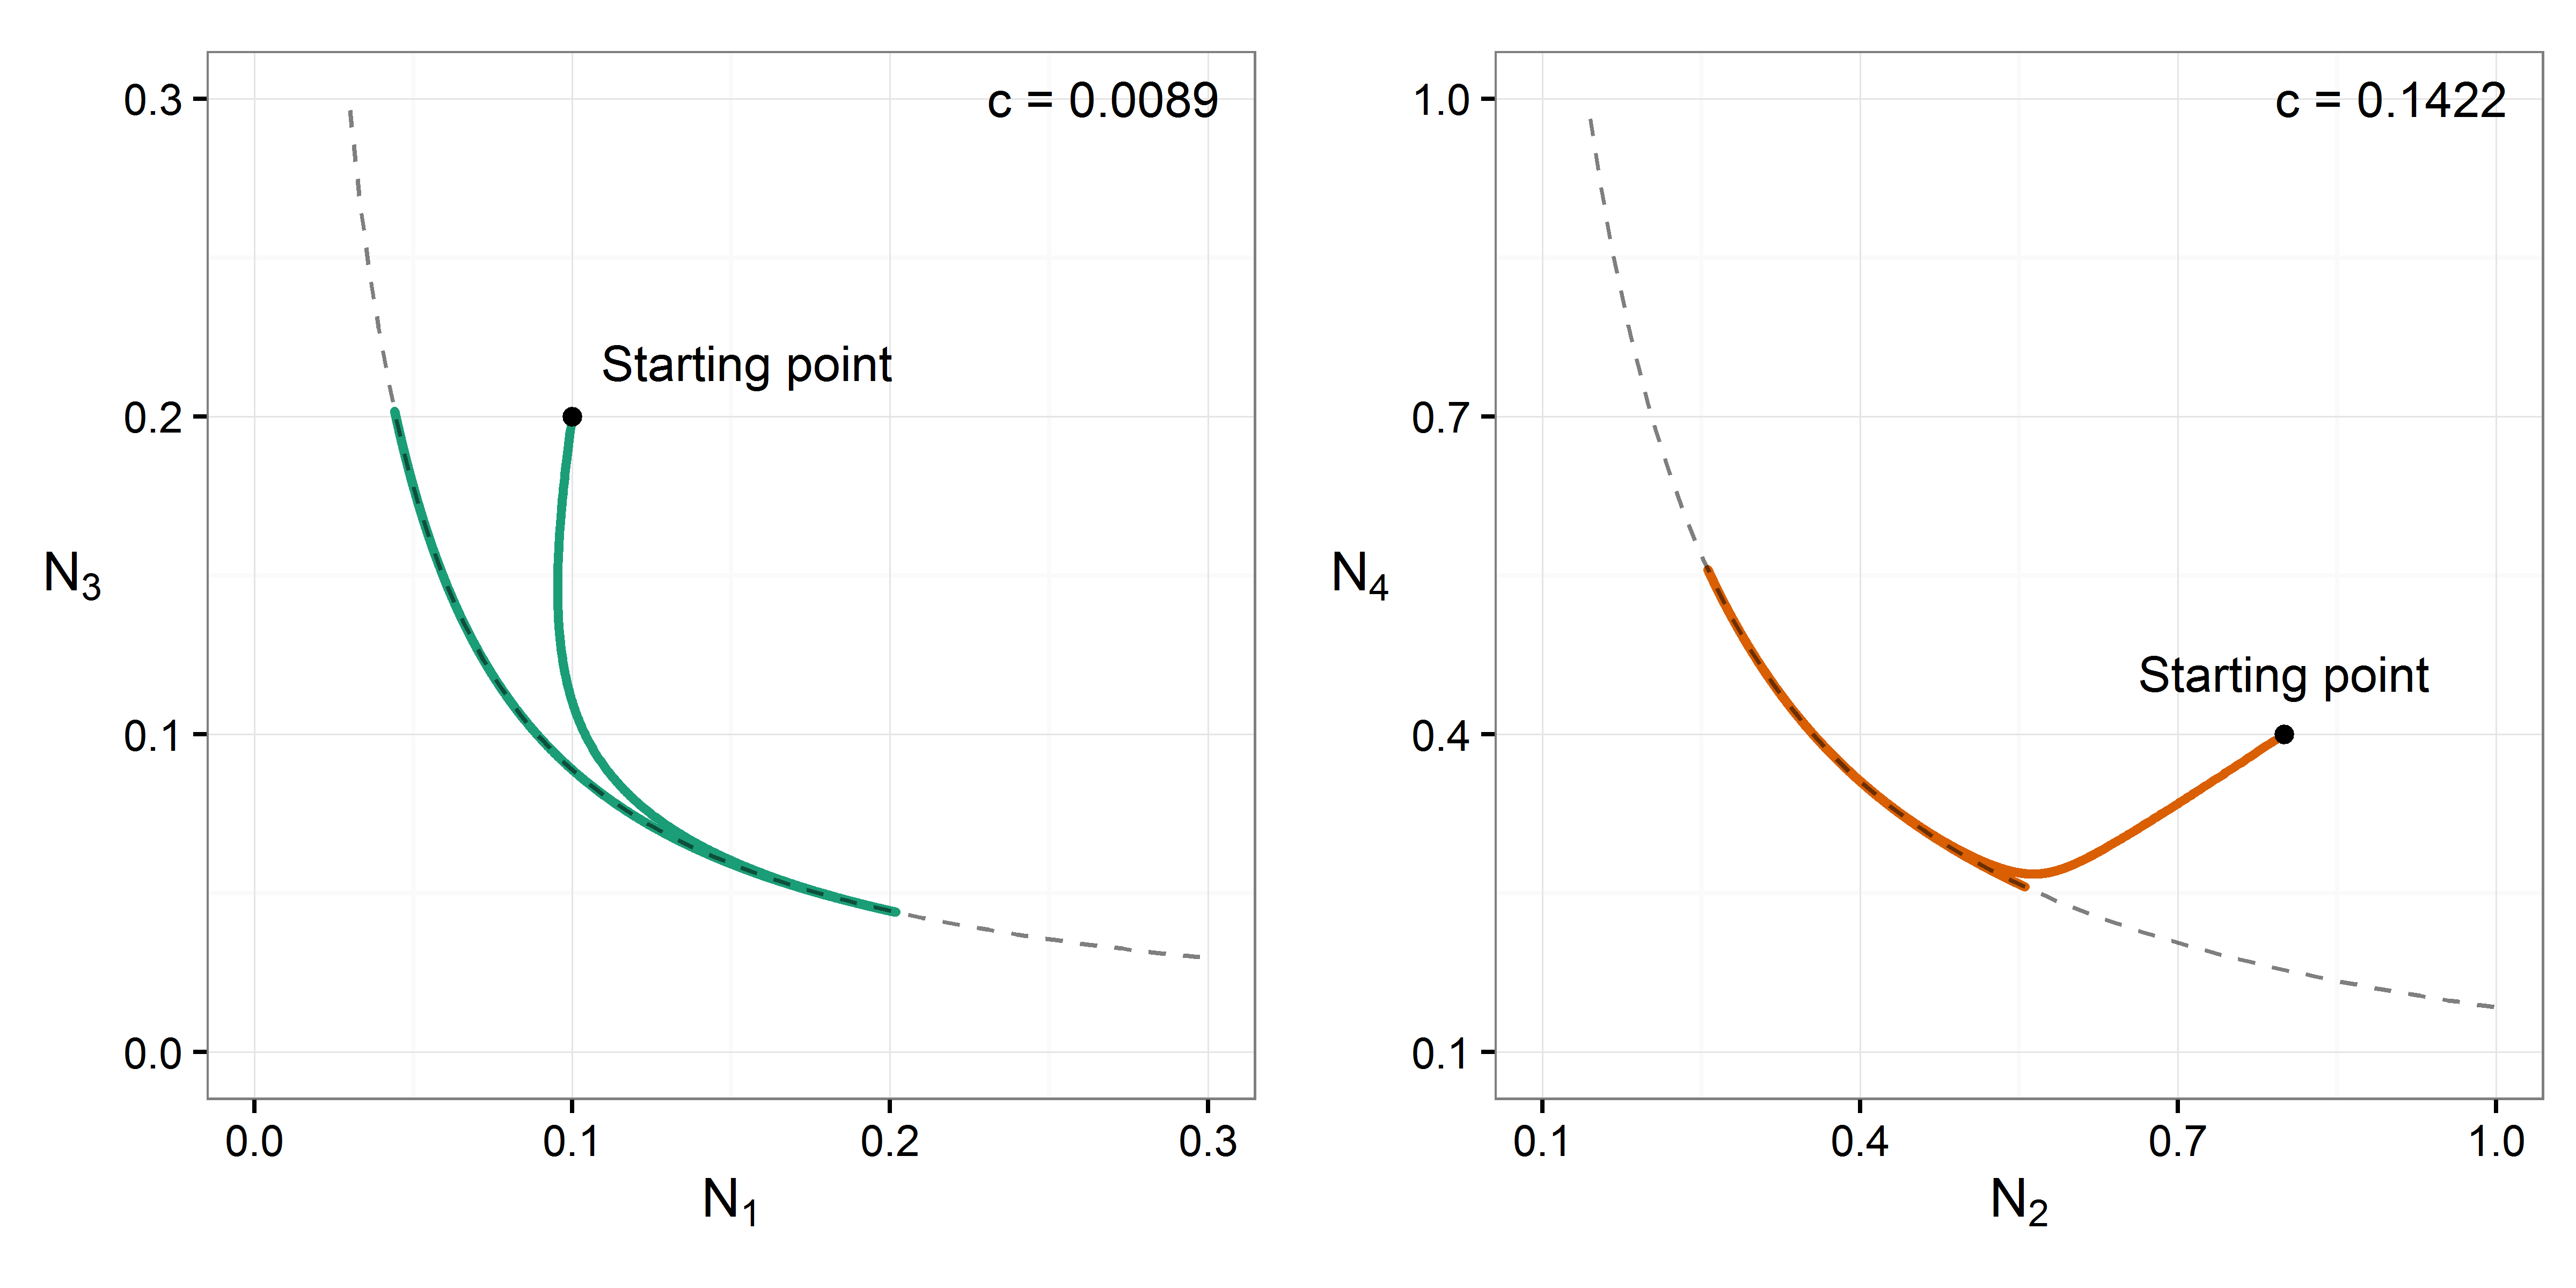 c = 0.0089
0.3
Starting point
0.2
N₃
0.1
0.0
0.0 0.1 0.2 0.3
N₁
c = 0.1422
1.0
0.7
N₄
Starting point
0.4
0.1
0.1 0.4 0.7 1.0
N₂